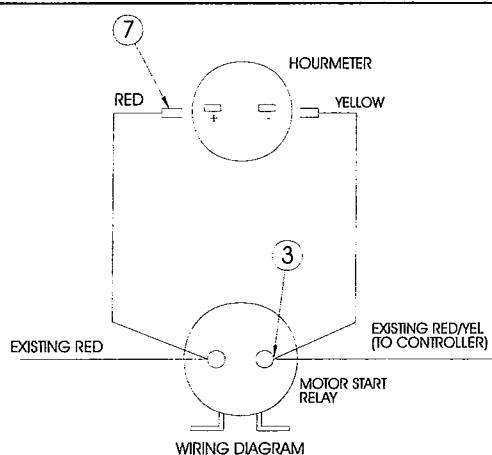 7
HOURMETER
RED
YELLOW
+
-
3
EXISTING RED
EXISTING RED/YEL
(TO CONTROLLER)
MOTOR START
RELAY
WIRING DIAGRAM